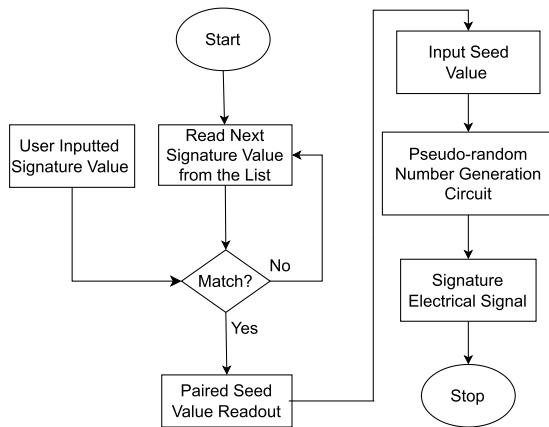 Start
User Inputted
Signature Value
Read Next
Signature Value
from the List
Match?
No
Yes
Paired Seed
Value Readout
Input Seed
Value
Pseudo-random
Number Generation
Circuit
Signature
Electrical Signal
Stop